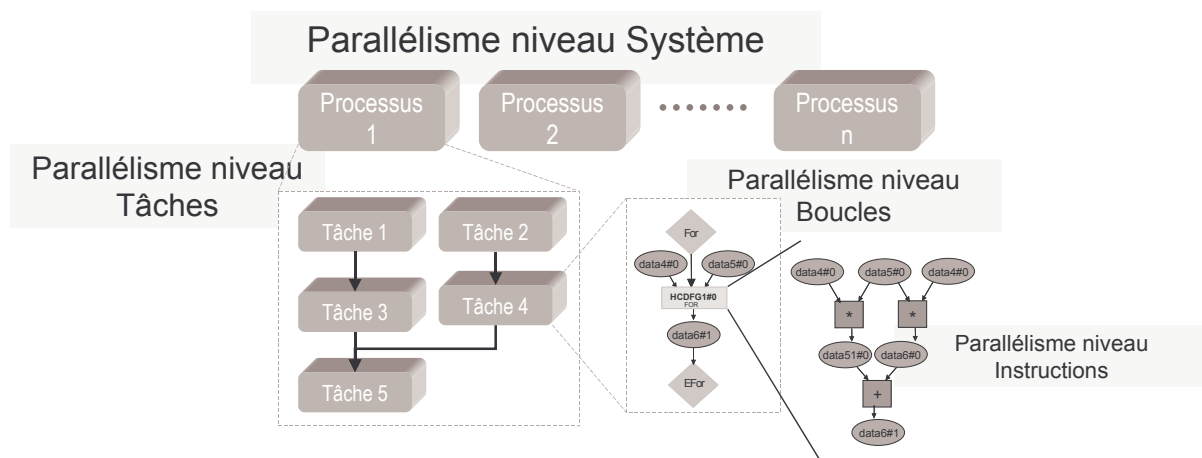 Parallélisme niveau Système
Processus
1
Processus
2
Processus
n
Parallélisme niveau
Tâches
Tâche 1
Tâche 2
Tâche 3
Tâche 4
Tâche 5
Parallélisme niveau
Boucles
For
data4#0
data5#0
HCDFG1#0
FOR
data6#1
EFor
data4#0
data5#0
data4#0
*
*
data51#0
data6#0
+
data6#1
Parallélisme niveau
Instructions